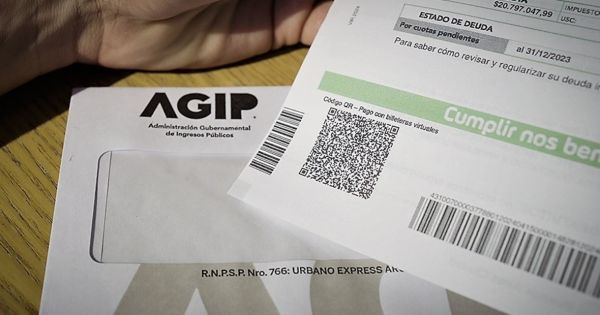 IMPUESTO
$20.797.047,99
USC:
ESTADO DE DEUDA
Por cuotas pendientes
al 31/12/2023
Para saber cómo revisar y regularizar su deuda
Código QR - Pago con billeteras virtuales
Cumplir nos ben
AGIP
Administración Gubernamental
de Ingresos Públicos
R.N.P.S.P. Nro. 766: URBANO EXPRESS